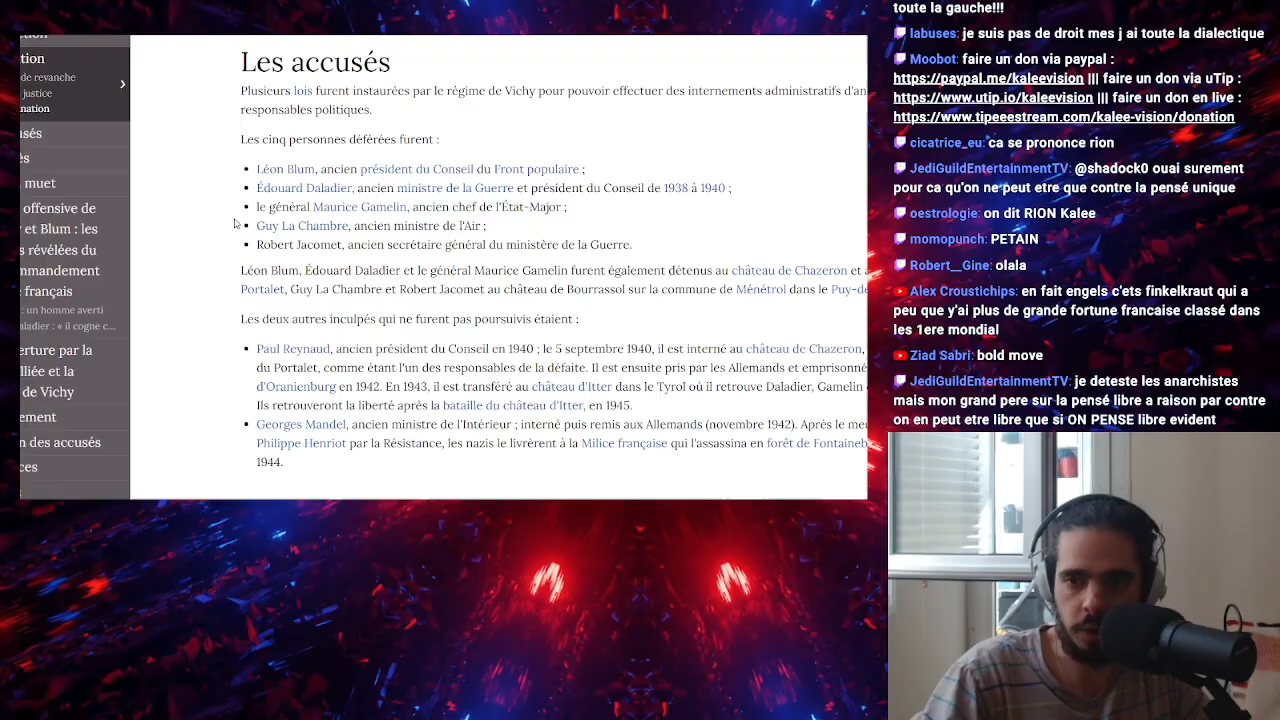 ction
tion
de revanche
justice
nation
usés
és
muet
offensive de
r et Blum : les
révélées du
mmandement
français
: un homme averti
aladier : « il cogne c...
erture par la
lliée et la
de Vichy
ement
n des accusés
ces
Les accusés
Plusieurs lois furent instaurées par le régime de Vichy pour pouvoir effectuer des internements administratifs d'an
responsables politiques.
Les cinq personnes déférées furent :
• Léon Blum, ancien président du Conseil du Front populaire ;
• Édouard Daladier, ancien ministre de la Guerre et président du Conseil de 1938 à 1940 ;
• le général Maurice Gamelin, ancien chef de l'État-Major ;
• Guy La Chambre, ancien ministre de l'Air ;
• Robert Jacomet, ancien secrétaire général du ministère de la Guerre.
Léon Blum, Édouard Daladier et le général Maurice Gamelin furent également détenus au château de Chazeron et a
Portalet, Guy La Chambre et Robert Jacomet au château de Bourrassol sur la commune de Ménétrol dans le Puy-de
Les deux autres inculpés qui ne furent pas poursuivis étaient :
• Paul Reynaud, ancien président du Conseil en 1940 ; le 5 septembre 1940, il est interné au château de Chazeron,
du Portalet, comme étant l'un des responsables de la défaite. Il est ensuite pris par les Allemands et emprisonné
d'Oranienburg en 1942. En 1943, il est transféré au château d'Itter dans le Tyrol où il retrouve Daladier, Gamelin
Ils retrouveront la liberté après la bataille du château d'Itter, en 1945.
• Georges Mandel, ancien ministre de l'Intérieur ; interné puis remis aux Allemands (novembre 1942). Après le meu
Philippe Henriot par la Résistance, les nazis le livrèrent à la Milice française qui l'assassina en forêt de Fontaineb
1944.
toute la gauche!!!
labuses: je suis pas de droit mes j ai toute la dialectique
Moobot: faire un don via paypal :
https://paypal.me/kaleevision ||| faire un don via uTip :
https://www.utip.io/kaleevision ||| faire un don en live :
https://www.tipeeestream.com/kalee-vision/donation
cicatrice_eu: ca se prononce rion
JediGuildEntertainmentTV: @shadock0 ouai surement
pour ca qu'on ne peut etre que contre la pensé unique
oestrologie: on dit RION Kalee
momopunch: PETAIN
Robert__Gine: olala
Alex Croustichips: en fait engels c'ets finkelkraut qui a
peu que y'ai plus de grande fortune francaise classé dans
les 1ere mondial
Ziad Sabri: bold move
JediGuildEntertainmentTV: je deteste les anarchistes
mais mon grand pere sur la pensé libre a raison par contre
on en peut etre libre que si ON PENSE libre evident